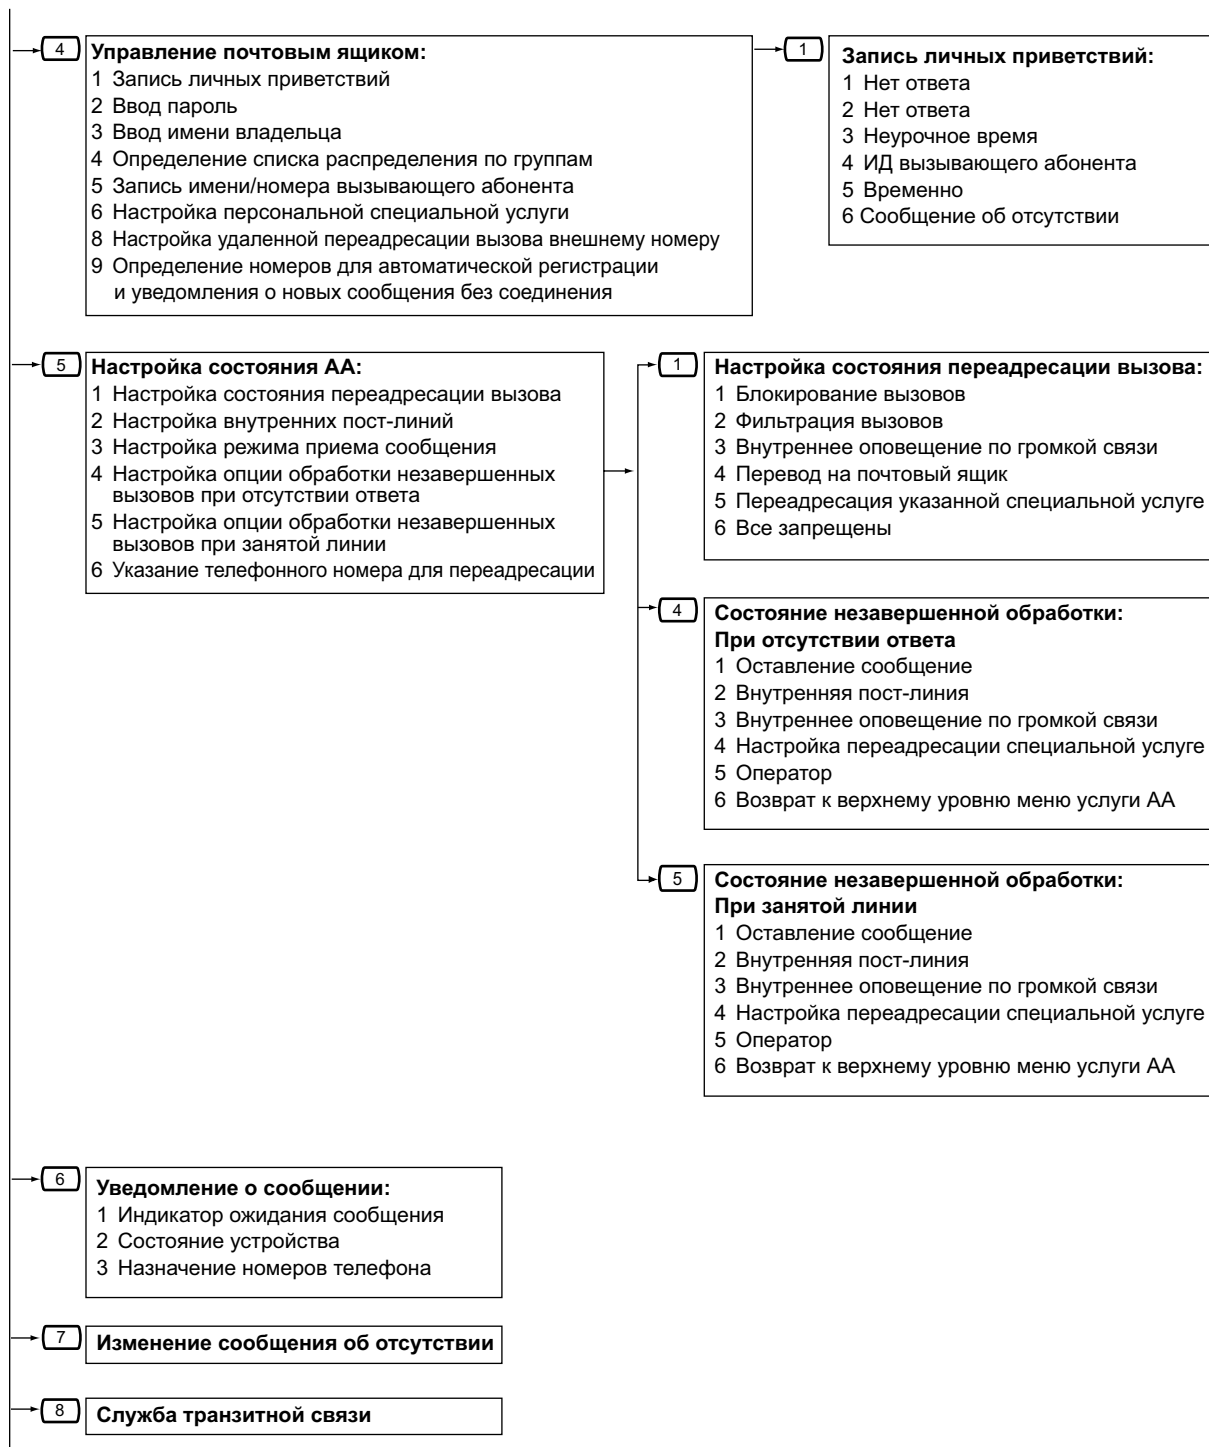 4
Управление почтовым ящиком:
1 Запись личных приветствий
2 Ввод пароль
3 Ввод имени владельца
4 Определение списка распределения по группам
5 Запись имени/номера вызывающего абонента
6 Настройка персональной специальной услуги
8 Настройка удаленной переадресации вызова внешнему номеру
9 Определение номеров для автоматической регистрации
и уведомления о новых сообщения без соединения
1
Запись личных приветствий:
1 Нет ответа
2 Нет ответа
3 Неурочное время
4 ИД вызывающего абонента
5 Временно
6 Сообщение об отсутствии
5
Настройка состояния АА:
1 Настройка состояния переадресации вызова
2 Настройка внутренних пост-линий
3 Настройка режима приема сообщения
4 Настройка опции обработки незавершенных
вызовов при отсутствии ответа
5 Настройка опции обработки незавершенных
вызовов при занятой линии
6 Указание телефонного номера для переадресации
1
Настройка состояния переадресации вызова:
1 Блокирование вызовов
2 Фильтрация вызовов
3 Внутреннее оповещение по громкой связи
4 Перевод на почтовый ящик
5 Переадресация указанной специальной услуге
6 Все запрещены
4
Состояние незавершенной обработки:
При отсутствии ответа
1 Оставление сообщение
2 Внутренняя пост-линия
3 Внутреннее оповещение по громкой связи
4 Настройка переадресации специальной услуге
5 Оператор
6 Возврат к верхнему уровню меню услуги АА
5
Состояние незавершенной обработки:
При занятой линии
1 Оставление сообщение
2 Внутренняя пост-линия
3 Внутреннее оповещение по громкой связи
4 Настройка переадресации специальной услуге
5 Оператор
6 Возврат к верхнему уровню меню услуги АА
6
Уведомление о сообщении:
1 Индикатор ожидания сообщения
2 Состояние устройства
3 Назначение номеров телефона
7
Изменение сообщения об отсутствии
8
Служба транзитной связи